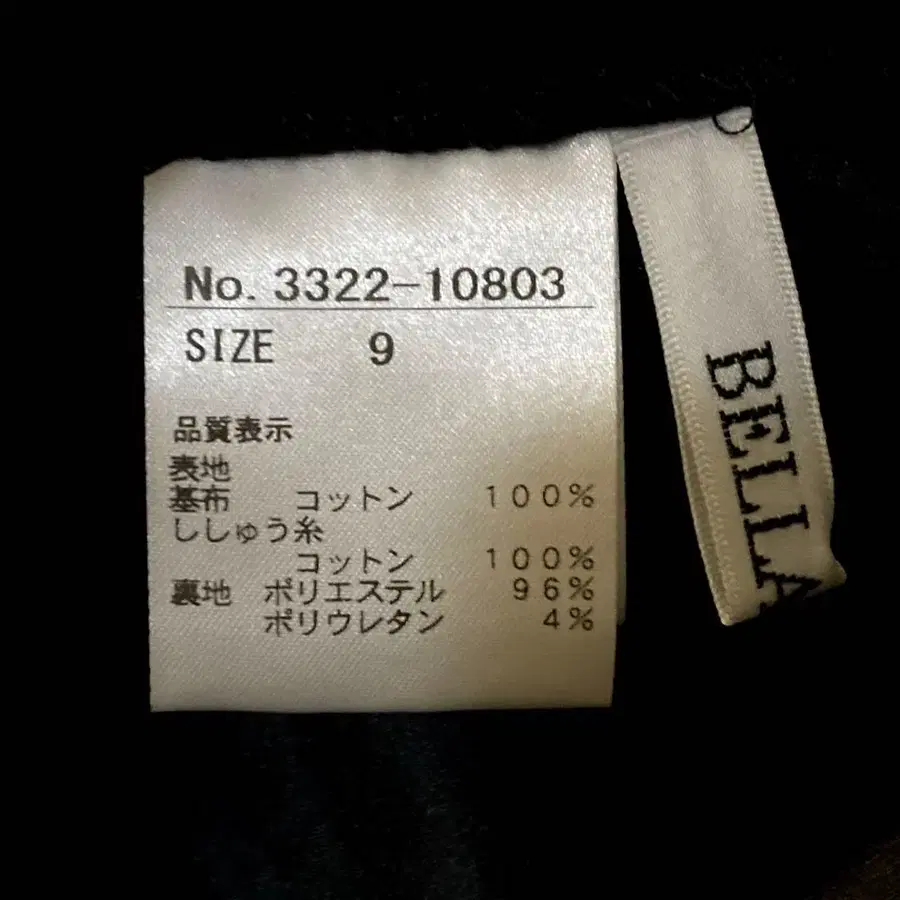 No. 3322-10803
SIZE 9
品質表示
表地
基布 コットン 100%
ししゅう糸
コットン 100%
裏地 ポリエステル 96%
ポリウレタン 4%
BELLA